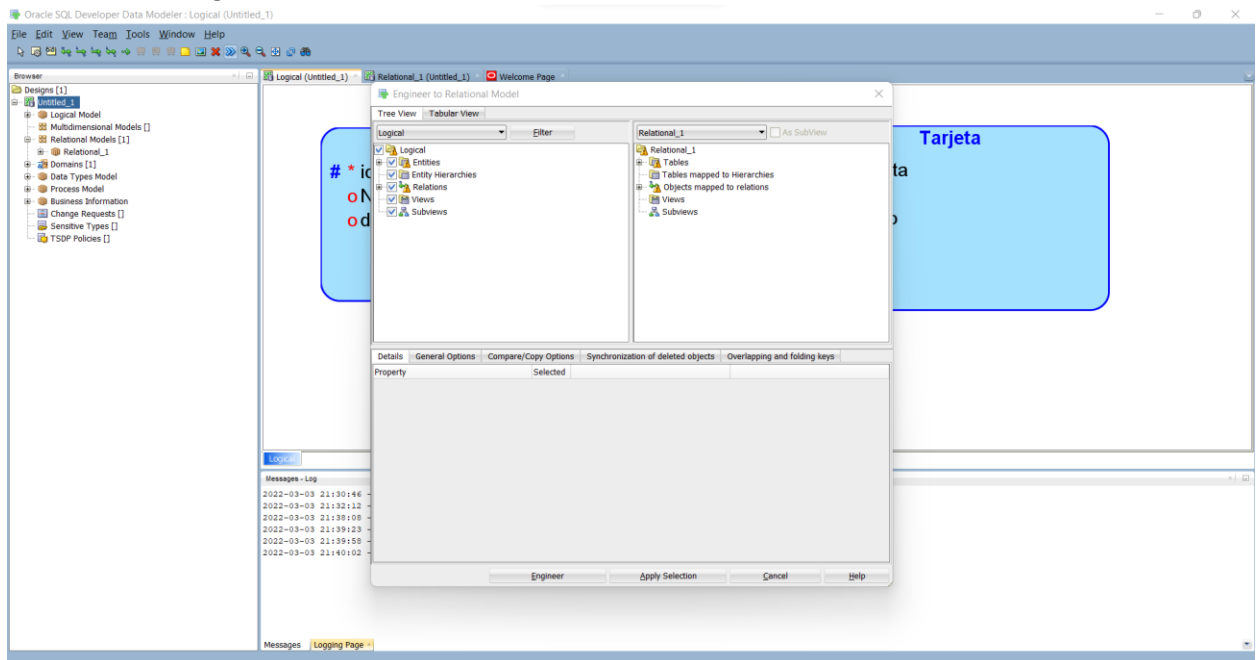 Oracle SQL Developer Data Modeler : Logical (Untitled_1)
File Edit View Team Tools Window Help
Browser
Designs [1]
Untitled_1
Logical Model
Multidimensional Models []
Relational Models [1]
Relational_1
Domains [1]
Data Types Model
Process Model
Business Information
Change Requests []
Sensitive Types []
TSDP Policies []
Logical (Untitled_1) Relational_1 (Untitled_1) Welcome Page
# * ic
o N
o d
Tarjeta
ta
o
Engineer to Relational Model
Tree View Tabular View
Logical Filter
Logical
Entities
Entity Hierarchies
Relations
Views
Subviews
Relational_1 As SubView
Relational_1
Tables
Tables mapped to Hierarchies
Objects mapped to relations
Views
Subviews
Details General Options Compare/Copy Options Synchronization of deleted objects Overlapping and folding keys
Property Selected
Engineer Apply Selection Cancel Help
Logical
Messages - Log
2022-03-03 21:30:46 -
2022-03-03 21:32:12 -
2022-03-03 21:38:08 -
2022-03-03 21:39:23 -
2022-03-03 21:39:58 -
2022-03-03 21:40:02 -
Messages Logging Page